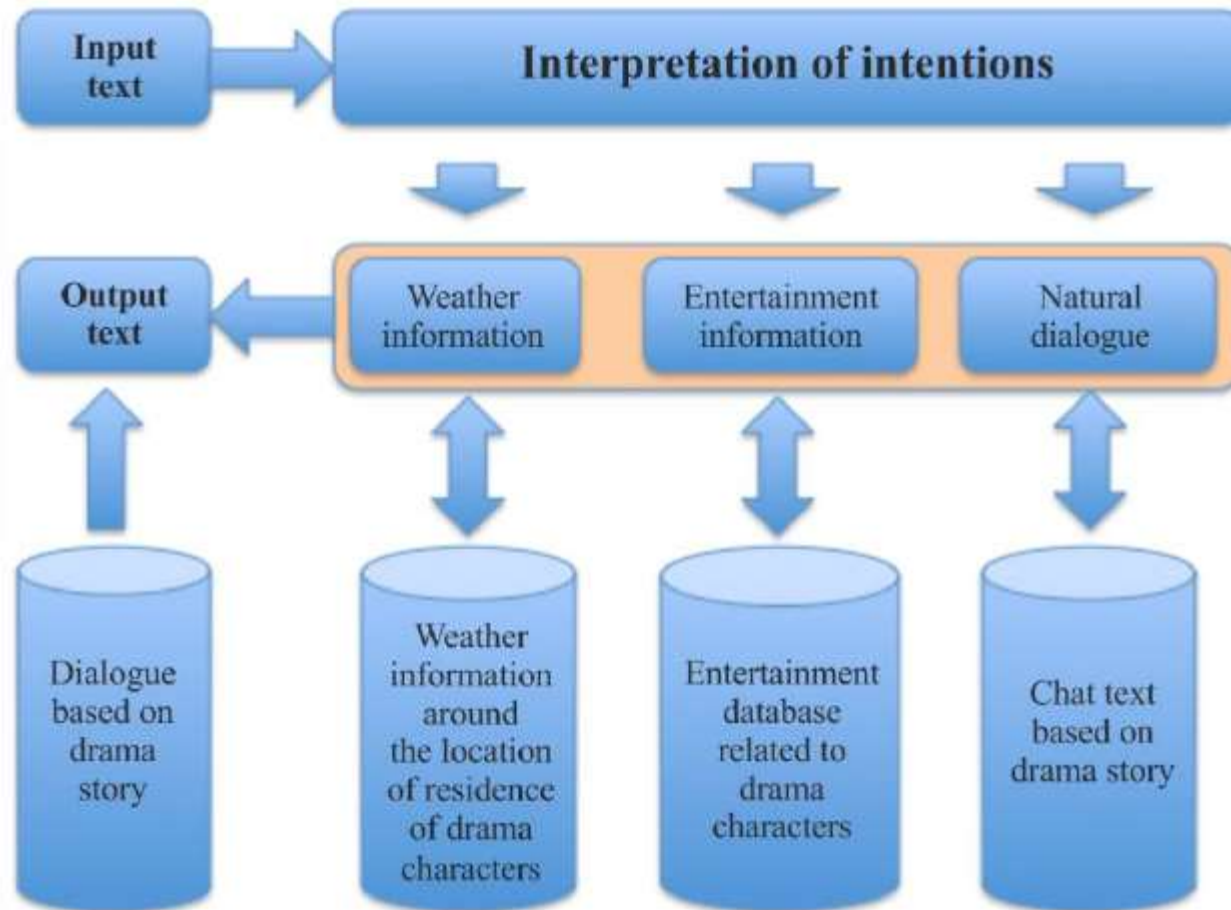 Input
text
Interpretation of intentions
Output
text
Weather
information
Entertainment
information
Natural
dialogue
Dialogue
based on
drama
story
Weather
information
around
the location
of residence
of drama
characters
Entertainment
database
related to
drama
characters
Chat text
based on
drama story